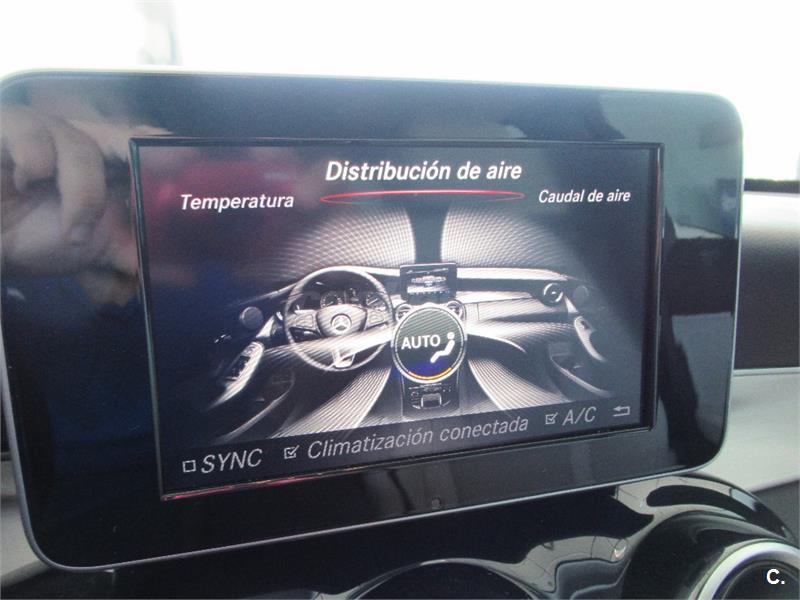 Distribución de aire
Temperatura
Caudal de aire
AUTO
SYNC
Climatización conectada
A/C
C.